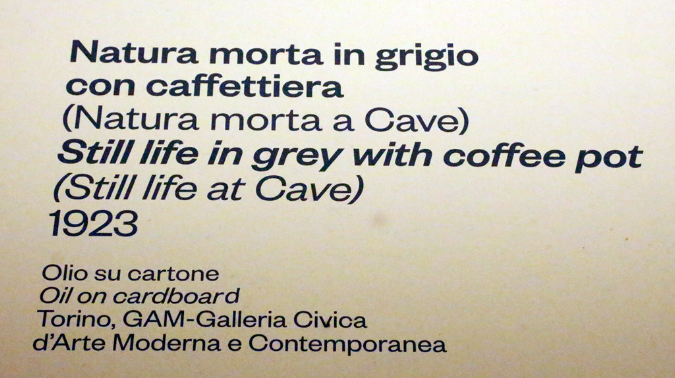 Natura morta in grigio
con caffettiera
(Natura morta a Cave)
Still life in grey with coffee pot
(Still life at Cave)
1923
Olio su cartone
Oil on cardboard
Torino, GAM-Galleria Civica
d'Arte Moderna e Contemporanea